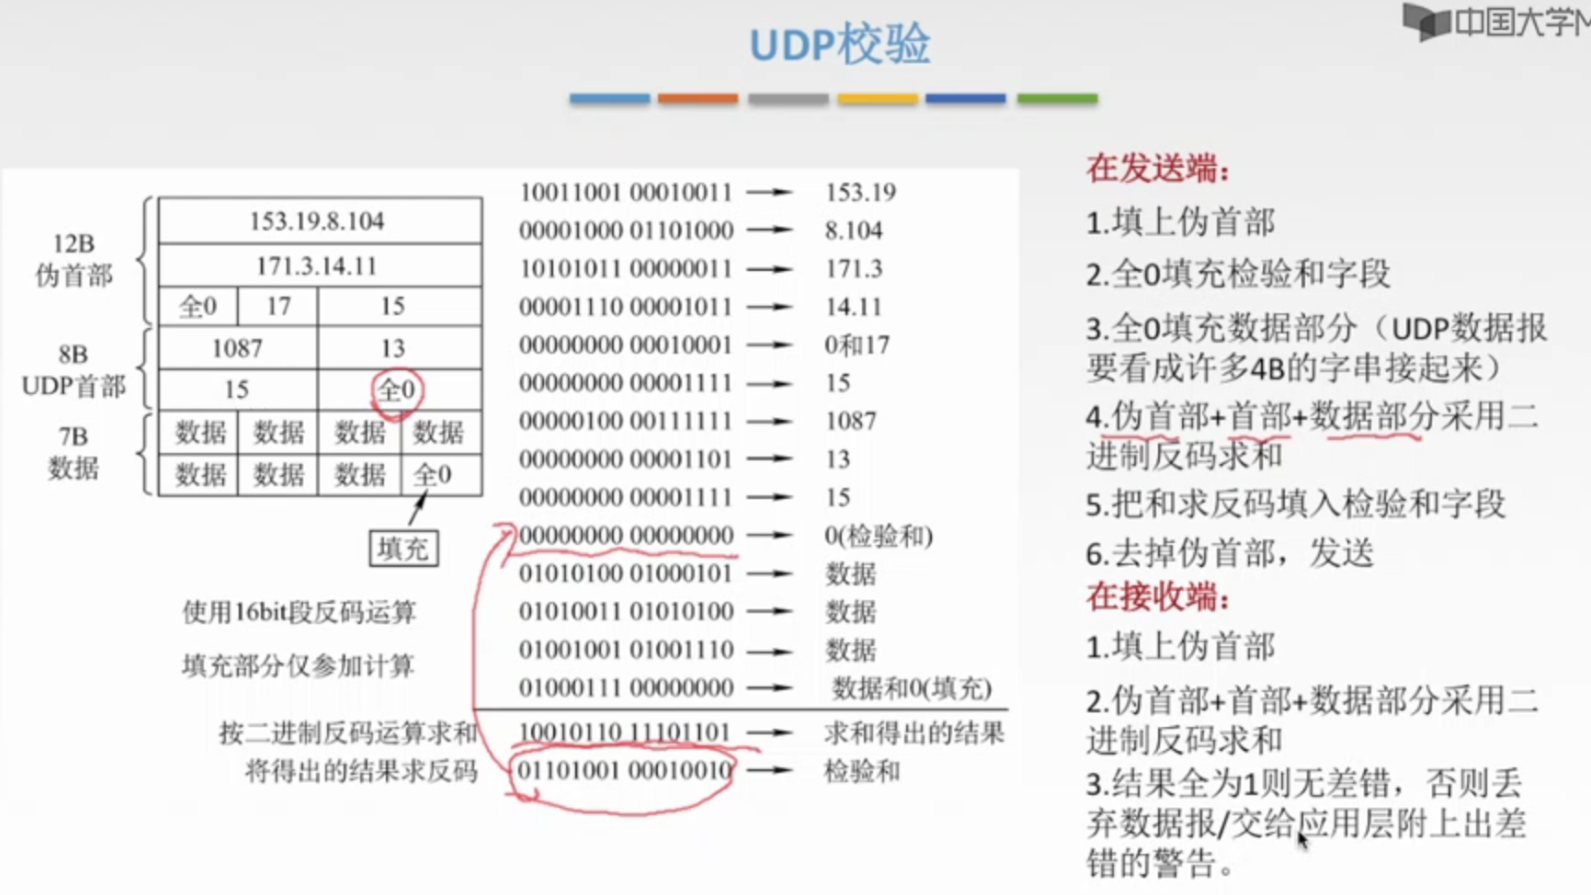 中国大学M
UDP校验
12B
伪首部
153.19.8.104
171.3.14.11
全0 17 15
8B
UDP首部
1087 13
15 全0
7B
数据
数据 数据 数据 数据
数据 数据 数据 全0
填充
使用16bit段反码运算
填充部分仅参加计算
10011001 00010011 → 153.19
00001000 01101000 → 8.104
10101011 00000011 → 171.3
00001110 00001011 → 14.11
00000000 00010001 → 0和17
00000000 00001111 → 15
00000100 00111111 → 1087
00000000 00001101 → 13
00000000 00001111 → 15
00000000 00000000 → 0(检验和)
01010100 01000101 → 数据
01010011 01010100 → 数据
01001001 01001110 → 数据
01000111 00000000 → 数据和0(填充)
按二进制反码运算求和 10010110 11101101 → 求和得出的结果
将得出的结果求反码 01101001 00010010 → 检验和
在发送端：
1.填上伪首部
2.全0填充检验和字段
3.全0填充数据部分（UDP数据报
要看成许多4B的字串接起来）
4.伪首部+首部+数据部分采用二
进制反码求和
5.把和求反码填入检验和字段
6.去掉伪首部，发送
在接收端：
1.填上伪首部
2.伪首部+首部+数据部分采用二
进制反码求和
3.结果全为1则无差错，否则丢
弃数据报/交给应用层附上出差
错的警告。